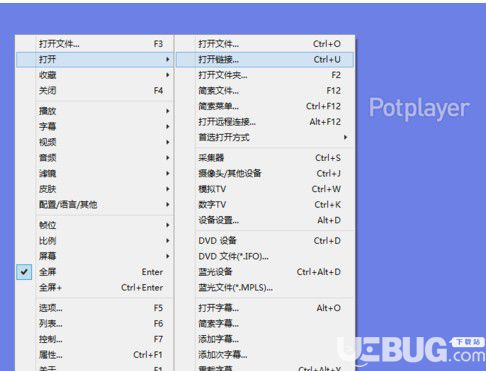 打开文件... F3
打开
收藏
关闭 F4
播放
字幕
视频
音频
滤镜
皮肤
配置/语言/其他
帧位
比例
屏幕
全屏 Enter
全屏+ Ctrl+Enter
选项... F5
列表... F6
控制... F7
属性... Ctrl+F1
关于... F1
打开文件... Ctrl+O
打开链接... Ctrl+U
打开文件夹... F2
简索文件... F12
简索菜单... Ctrl+F12
打开远程连接... Alt+F12
首选打开方式
采集器 Ctrl+S
摄像头/其他设备 Ctrl+J
模拟TV Ctrl+W
数字TV Ctrl+K
设备设置... Alt+D
DVD 设备 Ctrl+D
DVD 文件(*.IFO)...
蓝光设备 Ctrl+Alt+D
蓝光文件(*.MPLS)...
打开字幕... Alt+O
简索字幕...
添加字幕...
添加次字幕...
重载字幕 Ctrl+Alt+Y
Potplayer
UEBUG
下载站
.com